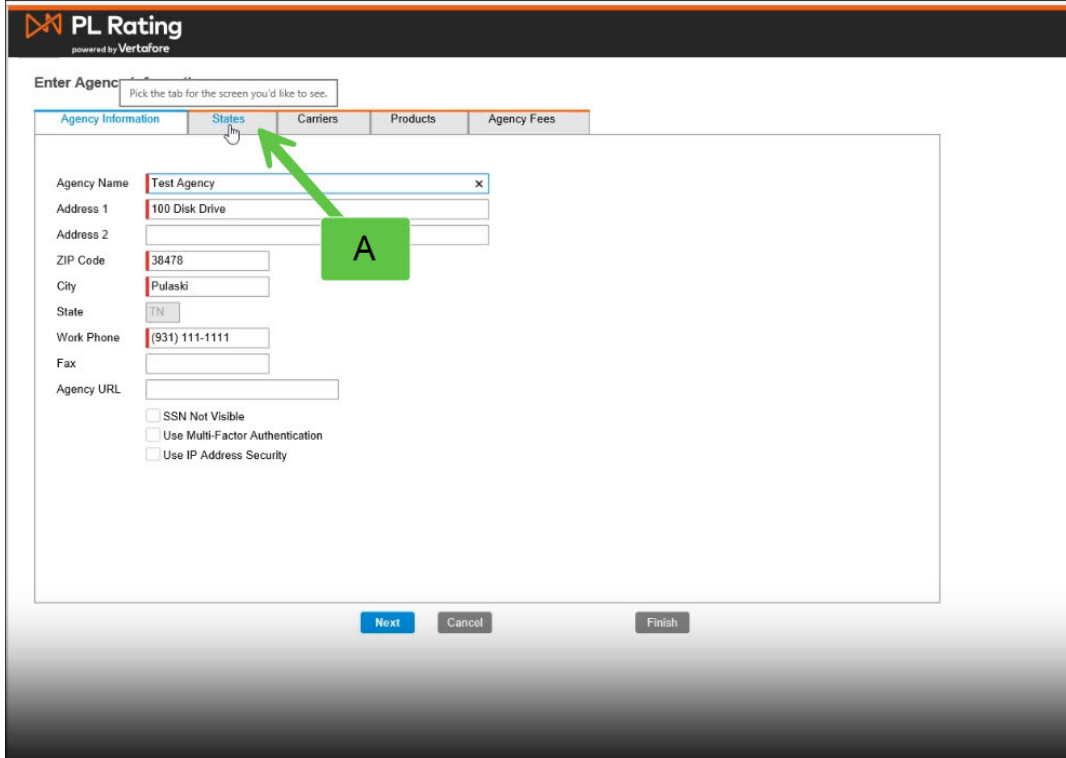 PL Rating
powered by Vertafore
Enter Agenc
Pick the tab for the screen you'd like to see.
Agency Information States Carriers Products Agency Fees
Agency Name Test Agency ×
Address 1 100 Disk Drive
Address 2
A
ZIP Code 38478
City Pulaski
State TN
Work Phone (931) 111-1111
Fax
Agency URL
SSN Not Visible
Use Multi-Factor Authentication
Use IP Address Security
Next Cancel Finish